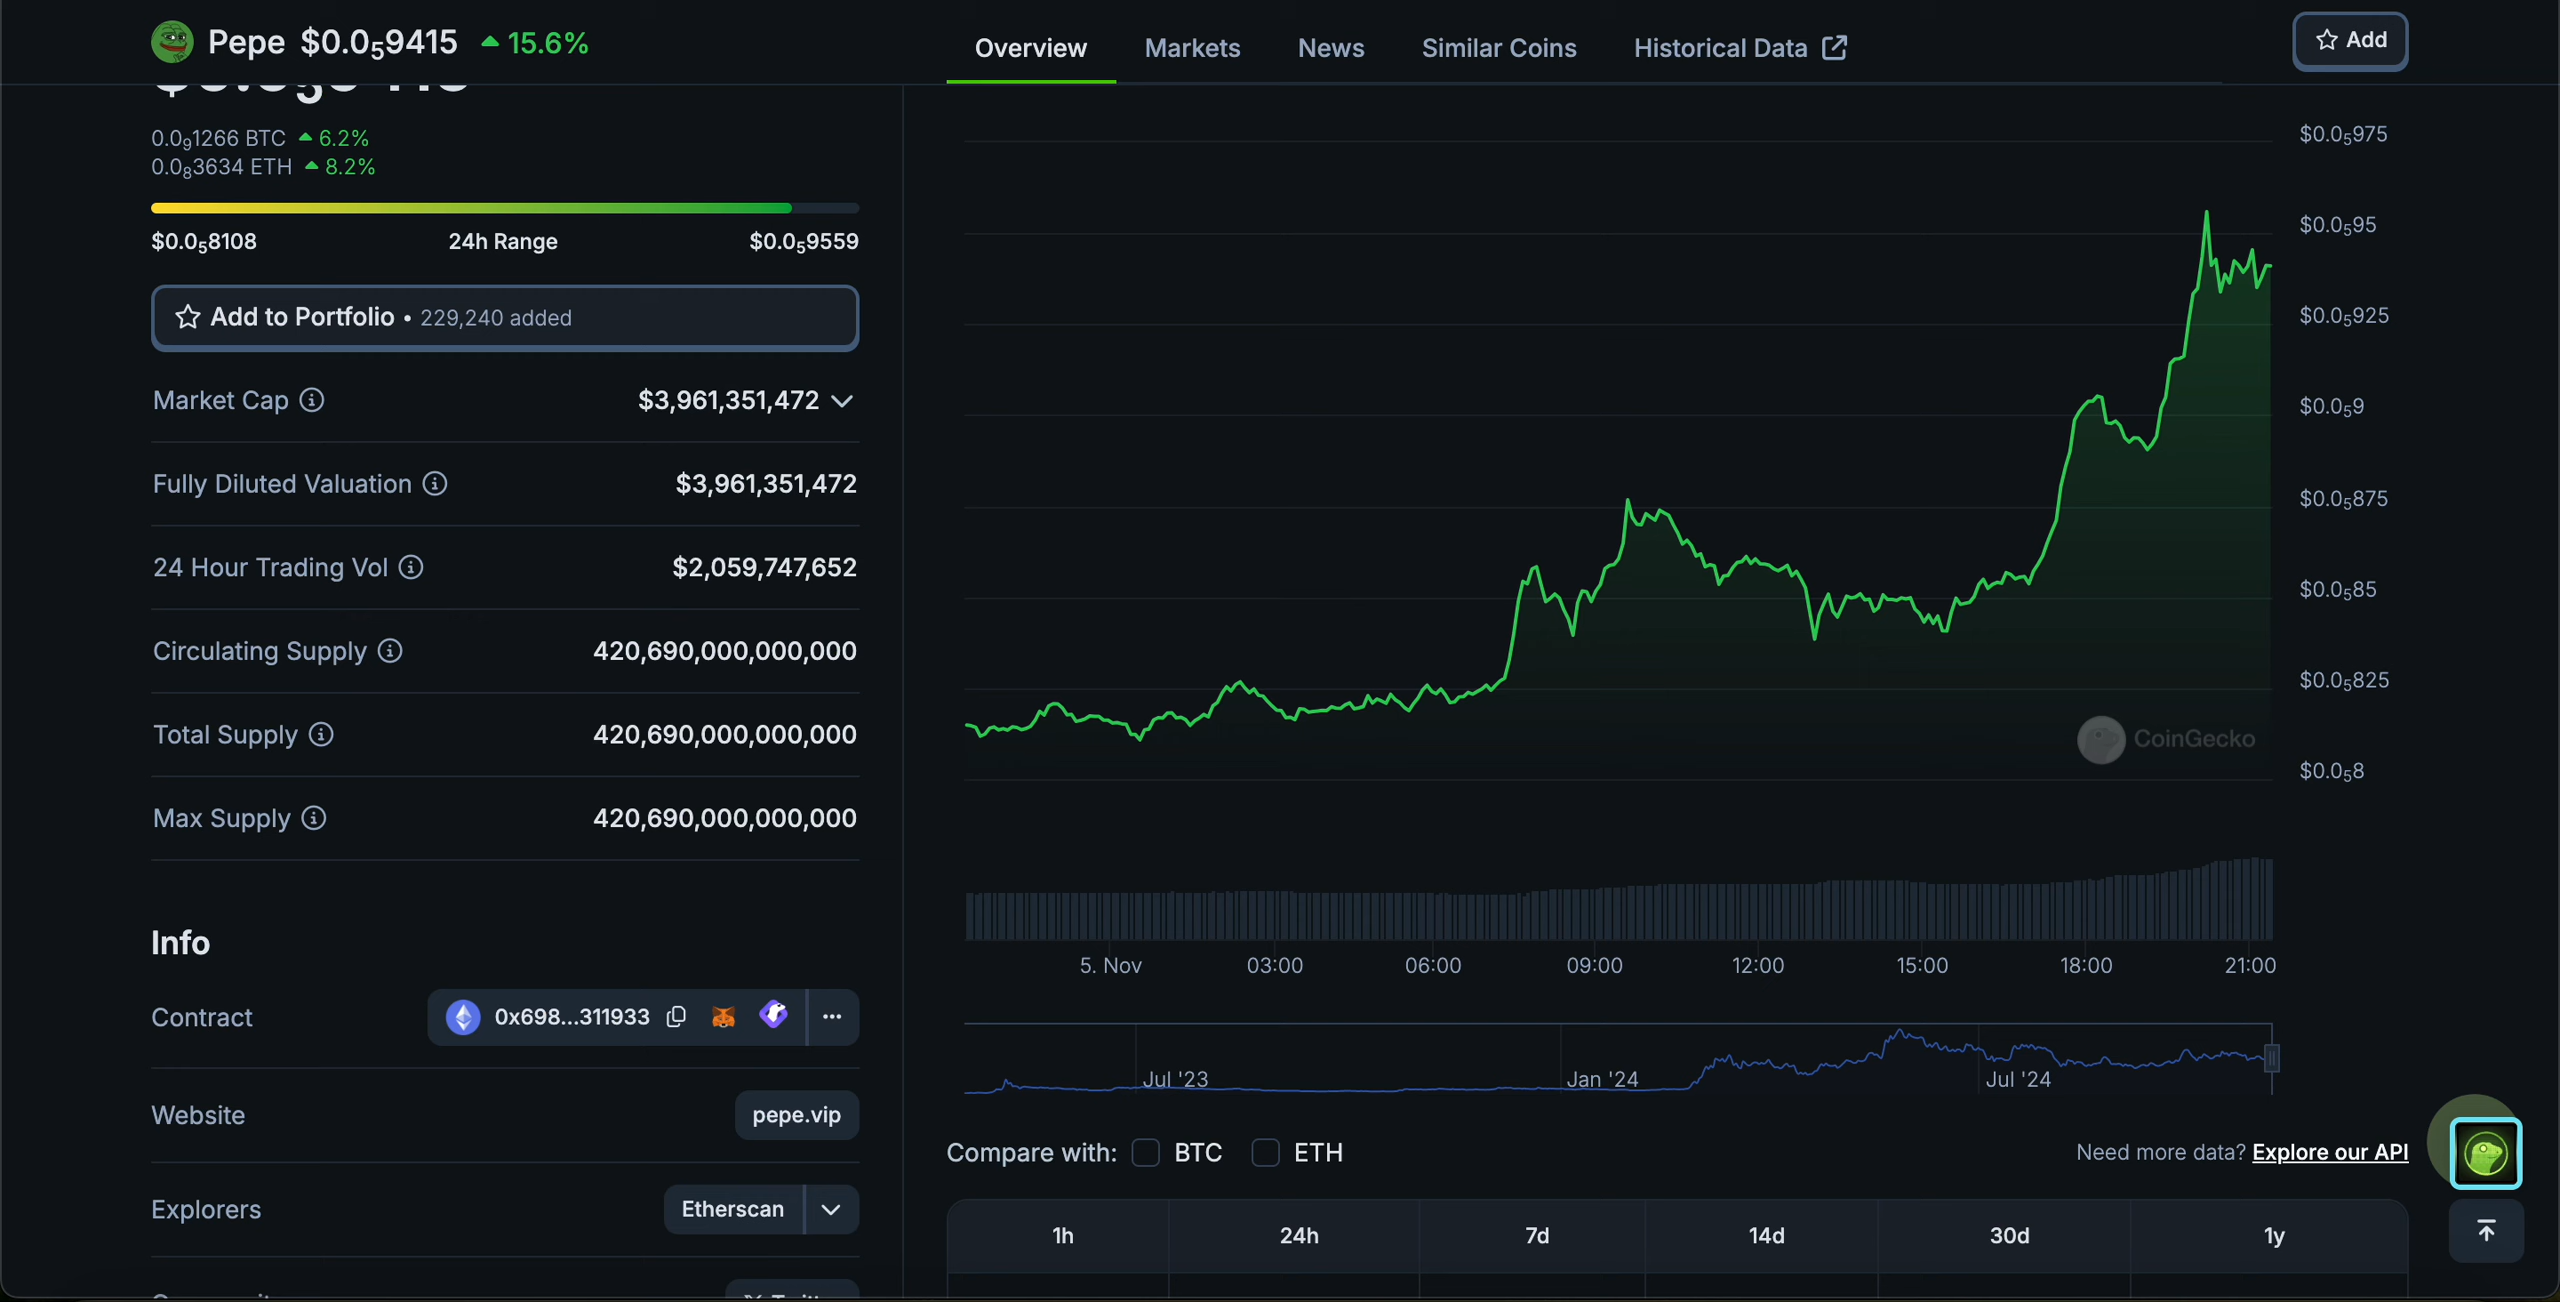 Pepe $0.0₅9415 ▲ 15.6%
Overview Markets News Similar Coins Historical Data
Add
0.0₉1266 BTC ▲ 6.2%
0.0₈3634 ETH ▲ 8.2%
$0.0₅8108 24h Range $0.0₅9559
Add to Portfolio • 229,240 added
Market Cap $3,961,351,472
Fully Diluted Valuation $3,961,351,472
24 Hour Trading Vol $2,059,747,652
Circulating Supply 420,690,000,000,000
Total Supply 420,690,000,000,000
Max Supply 420,690,000,000,000
Info
Contract 0x698...311933 ···
Website pepe.vip
Explorers Etherscan
$0.0₅975
$0.0₅95
$0.0₅925
$0.0₅9
$0.0₅875
$0.0₅85
$0.0₅825
$0.0₅8
CoinGecko
5. Nov 03:00 06:00 09:00 12:00 15:00 18:00 21:00
Jul '23 Jan '24 Jul '24
Compare with: BTC ETH
Need more data? Explore our API
1h 24h 7d 14d 30d 1y